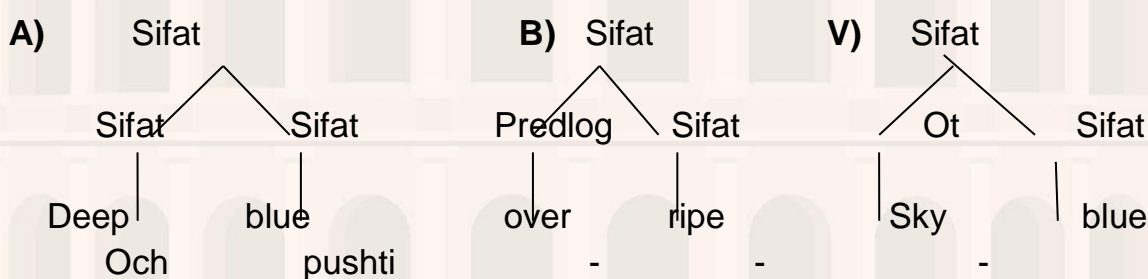 A) Sifat B) Sifat V) Sifat
Sifat Sifat Predlog Sifat Ot Sifat
Deep blue over ripe Sky blue
Och pushti - - -